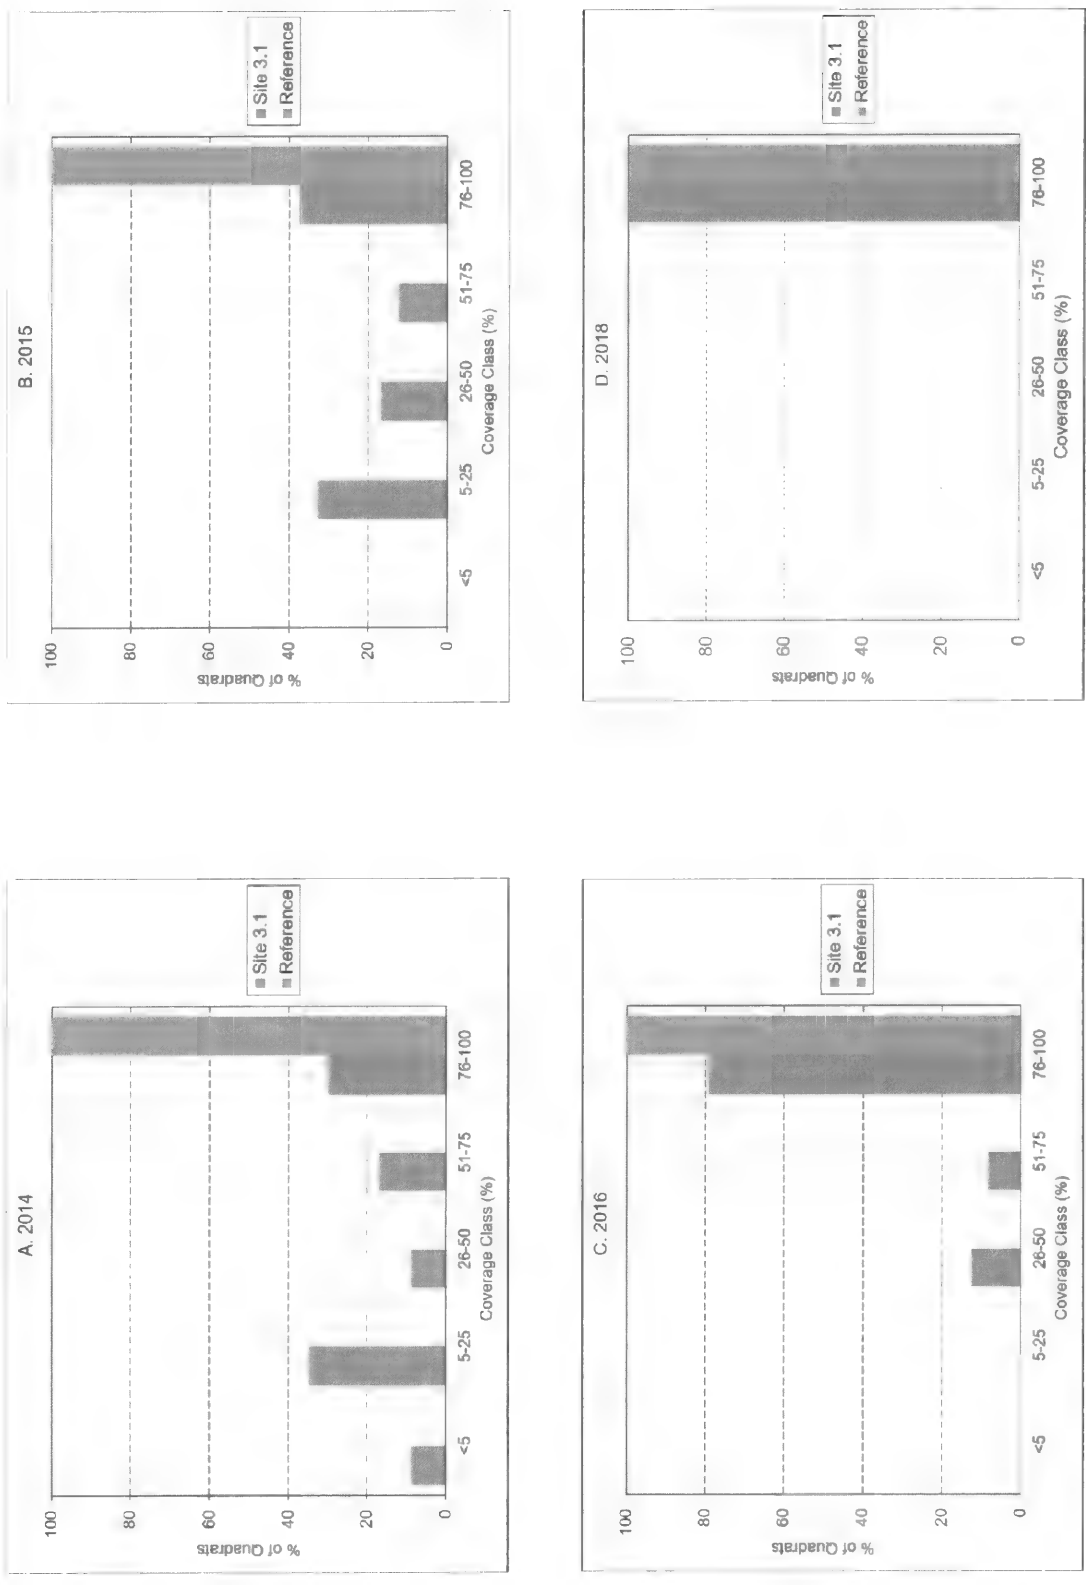 A. 2014
% of Quadrats
100
80
60
40
20
0
<5
5-25
26-50
51-75
76-100
Coverage Class (%)
Site 3.1
Reference
B. 2015
% of Quadrats
100
80
60
40
20
0
<5
5-25
26-50
51-75
76-100
Coverage Class (%)
Site 3.1
Reference
C. 2016
% of Quadrats
100
80
60
40
20
0
<5
5-25
26-50
51-75
76-100
Coverage Class (%)
Site 3.1
Reference
D. 2018
% of Quadrats
100
80
60
40
20
0
<5
5-25
26-50
51-75
76-100
Coverage Class (%)
Site 3.1
Reference